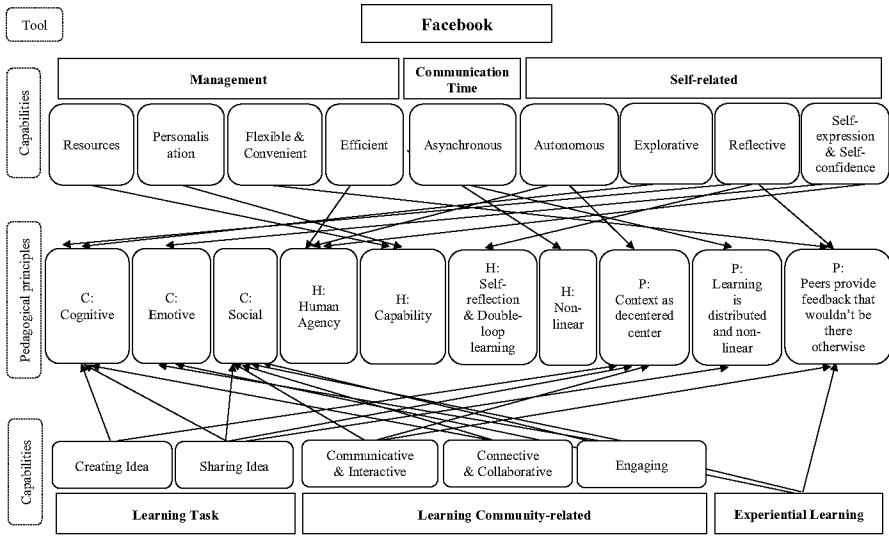 Tool
Facebook
Management
Communication
Time
Self-related
Capabilities
Resources
Personalis
ation
Flexible &
Convenient
Efficient
Asynchronous
Autonomous
Explorative
Reflective
Self-
expression
& Self-
confidence
Pedagogical principles
C:
Cognitive
C:
Emotive
C:
Social
H:
Human
Agency
H:
Capability
H:
Self-
reflection
& Double-
loop
learning
H:
Non-
linear
P:
Context as
decentered
center
P:
Learning
is
distributed
and non-
linear
P:
Peers provide
feedback that
wouldn't be
there
otherwise
Capabilities
Creating Idea
Sharing Idea
Communicative
& Interactive
Connective
& Collaborative
Engaging
Learning Task
Learning Community-related
Experiential Learning